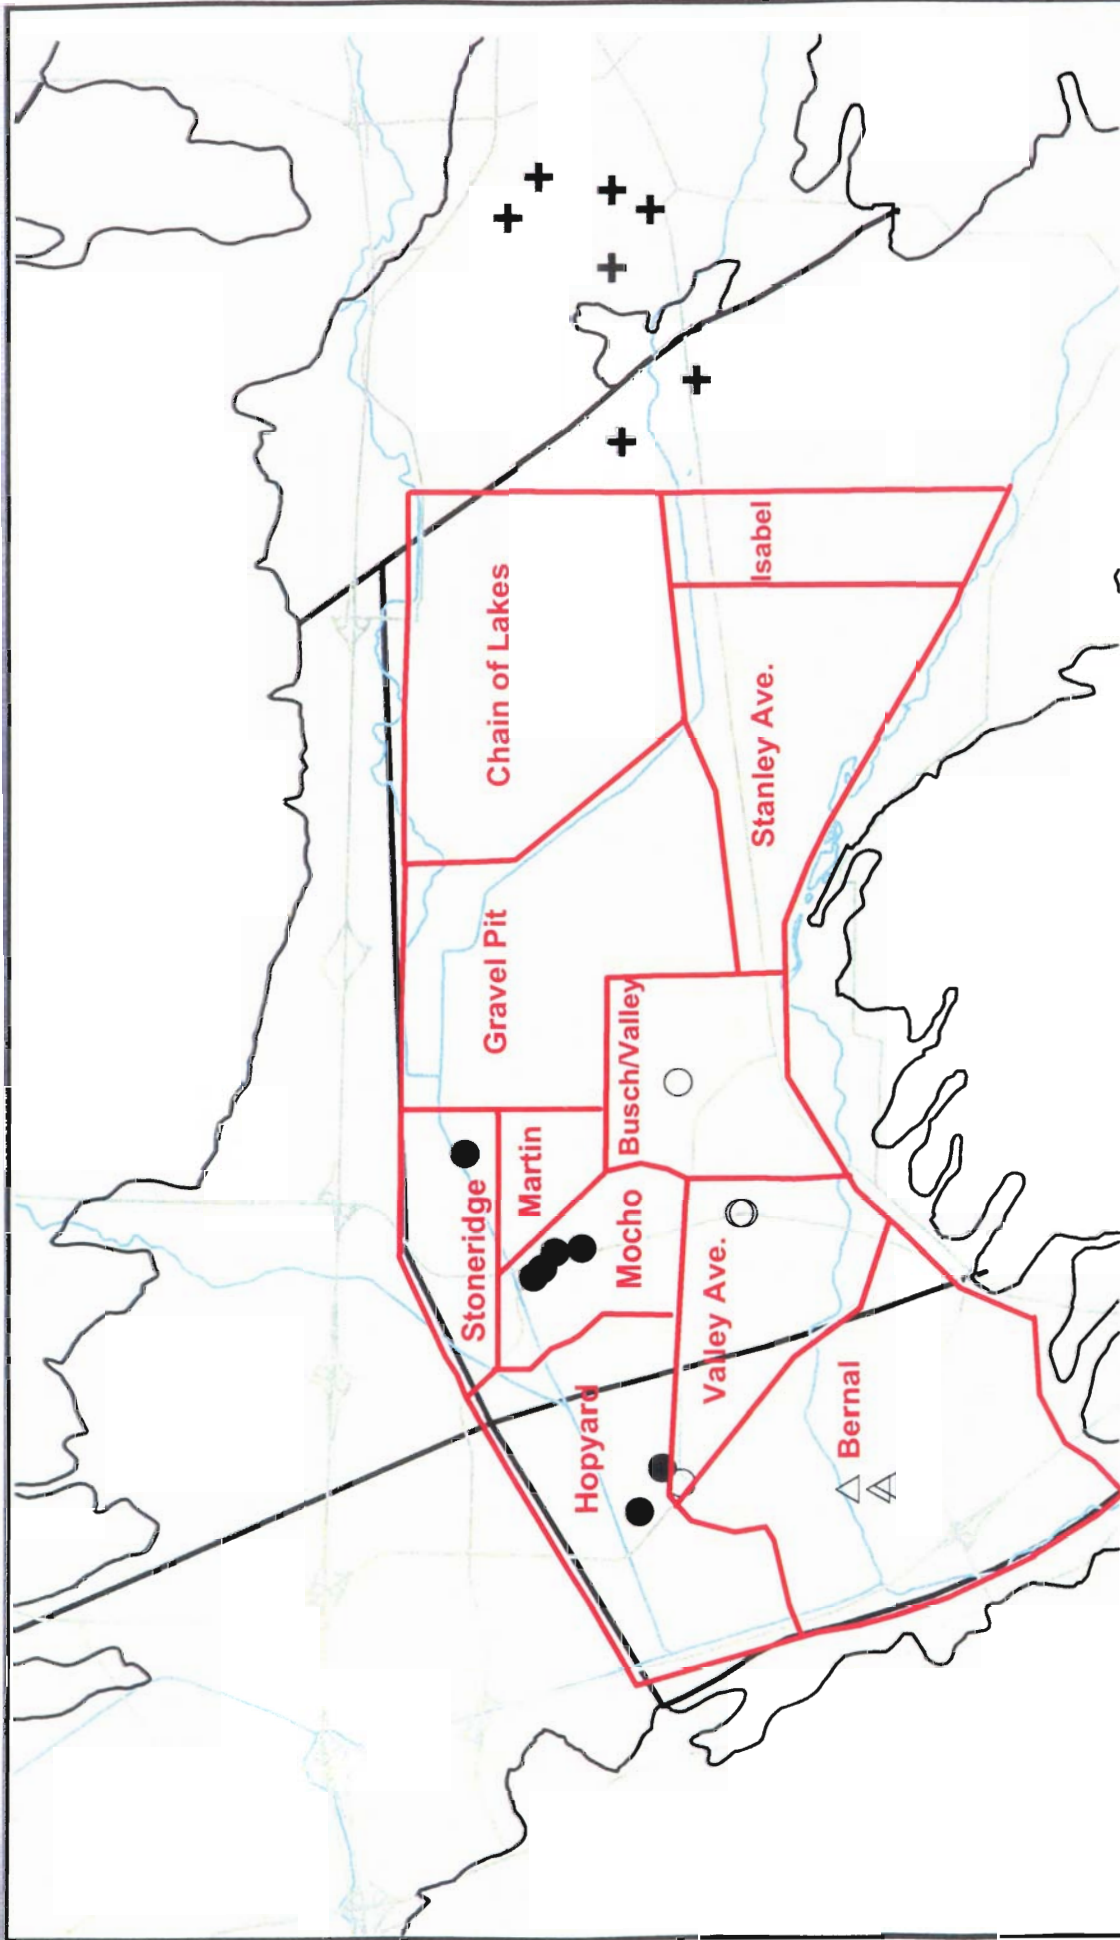 Chain of Lakes
Isabel
Stanley Ave.
Gravel Pit
Busch/Valley
Martin
Stoneridge
Mocho
Valley Ave.
Hopyard
Bernal